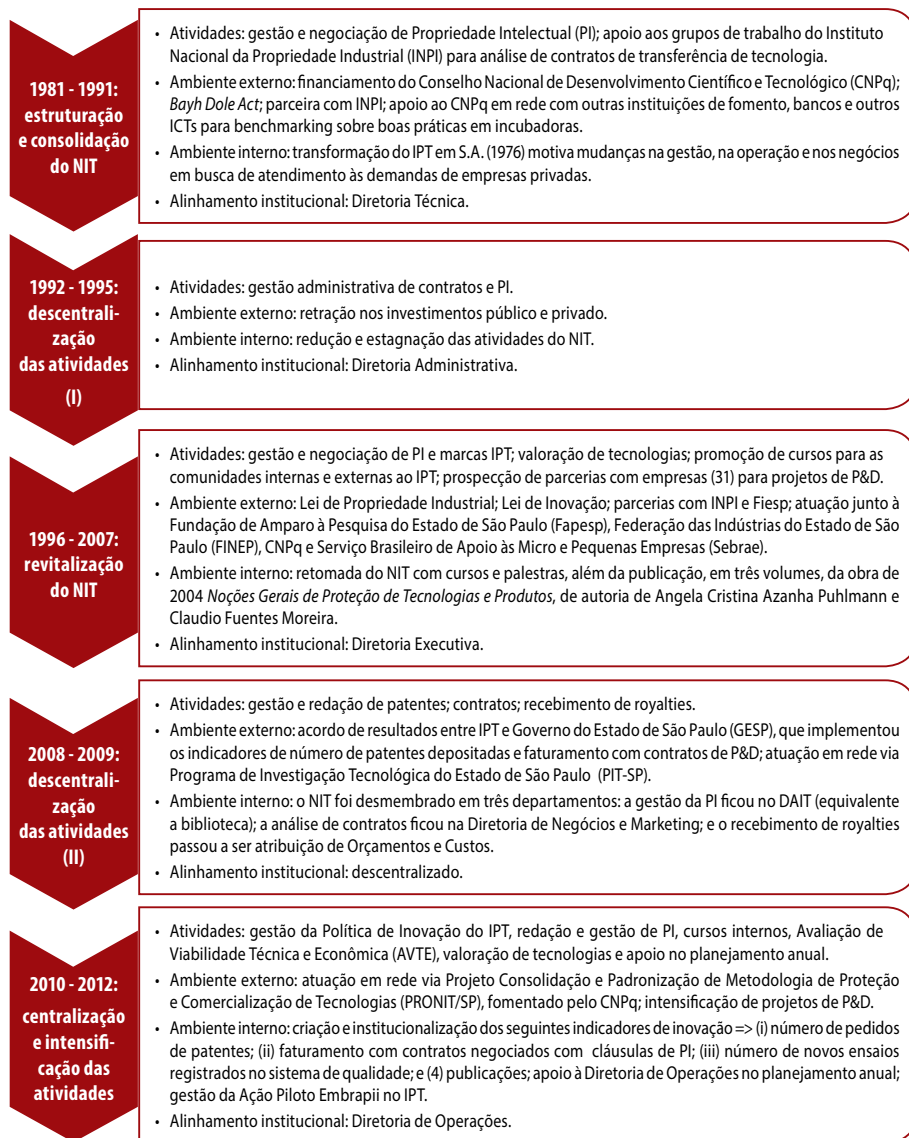 1981 - 1991:
estruturação
e consolidação
do NIT
• Atividades: gestão e negociação de Propriedade Intelectual (PI); apoio aos grupos de trabalho do Instituto
Nacional da Propriedade Industrial (INPI) para análise de contratos de transferência de tecnologia.
• Ambiente externo: financiamento do Conselho Nacional de Desenvolvimento Científico e Tecnológico (CNPq);
Bayh Dole Act; parceira com INPI; apoio ao CNPq em rede com outras instituições de fomento, bancos e outros
ICTs para benchmarking sobre boas práticas em incubadoras.
• Ambiente interno: transformação do IPT em S.A. (1976) motiva mudanças na gestão, na operação e nos negócios
em busca de atendimento às demandas de empresas privadas.
• Alinhamento institucional: Diretoria Técnica.
1992 - 1995:
descentrali-
zação
das atividades
(I)
• Atividades: gestão administrativa de contratos e PI.
• Ambiente externo: retração nos investimentos público e privado.
• Ambiente interno: redução e estagnação das atividades do NIT.
• Alinhamento institucional: Diretoria Administrativa.
1996 - 2007:
revitalização
do NIT
• Atividades: gestão e negociação de PI e marcas IPT; valoração de tecnologias; promoção de cursos para as
comunidades internas e externas ao IPT; prospecção de parcerias com empresas (31) para projetos de P&D.
• Ambiente externo: Lei de Propriedade Industrial; Lei de Inovação; parcerias com INPI e Fiesp; atuação junto à
Fundação de Amparo à Pesquisa do Estado de São Paulo (Fapesp), Federação das Indústrias do Estado de São
Paulo (FINEP), CNPq e Serviço Brasileiro de Apoio às Micro e Pequenas Empresas (Sebrae).
• Ambiente interno: retomada do NIT com cursos e palestras, além da publicação, em três volumes, da obra de
2004 Noções Gerais de Proteção de Tecnologias e Produtos, de autoria de Angela Cristina Azanha Puhlmann e
Claudio Fuentes Moreira.
• Alinhamento institucional: Diretoria Executiva.
2008 - 2009:
descentrali-
zação
das atividades
(II)
• Atividades: gestão e redação de patentes; contratos; recebimento de royalties.
• Ambiente externo: acordo de resultados entre IPT e Governo do Estado de São Paulo (GESP), que implementou
os indicadores de número de patentes depositadas e faturamento com contratos de P&D; atuação em rede via
Programa de Investigação Tecnológica do Estado de São Paulo (PIT-SP).
• Ambiente interno: o NIT foi desmembrado em três departamentos: a gestão da PI ficou no DAIT (equivalente
a biblioteca); a análise de contratos ficou na Diretoria de Negócios e Marketing; e o recebimento de royalties
passou a ser atribuição de Orçamentos e Custos.
• Alinhamento institucional: descentralizado.
2010 - 2012:
centralização
e intensifi-
cação das
atividades
• Atividades: gestão da Política de Inovação do IPT, redação e gestão de PI, cursos internos, Avaliação de
Viabilidade Técnica e Econômica (AVTE), valoração de tecnologias e apoio no planejamento anual.
• Ambiente externo: atuação em rede via Projeto Consolidação e Padronização de Metodologia de Proteção
e Comercialização de Tecnologias (PRONIT/SP), fomentado pelo CNPq; intensificação de projetos de P&D.
• Ambiente interno: criação e institucionalização dos seguintes indicadores de inovação => (i) número de pedidos
de patentes; (ii) faturamento com contratos negociados com cláusulas de PI; (iii) número de novos ensaios
registrados no sistema de qualidade; e (4) publicações; apoio à Diretoria de Operações no planejamento anual;
gestão da Ação Piloto Embrapii no IPT.
• Alinhamento institucional: Diretoria de Operações.